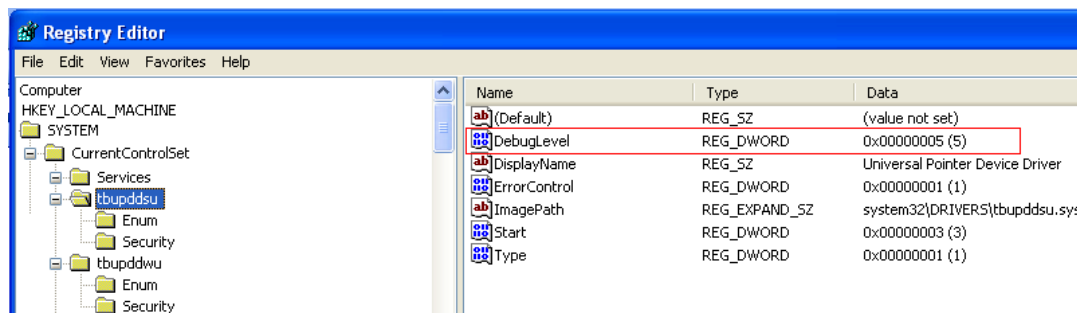 Registry Editor
File Edit View Favorites Help
Computer
HKEY_LOCAL_MACHINE
SYSTEM
CurrentControlSet
Services
tbupddsu
Enum
Security
tbupddwu
Enum
Security
Name Type Data
(Default) REG_SZ (value not set)
DebugLevel REG_DWORD 0x00000005 (5)
DisplayName REG_SZ Universal Pointer Device Driver
ErrorControl REG_DWORD 0x00000001 (1)
ImagePath REG_EXPAND_SZ system32\DRIVERS\tbupddsu.sys
Start REG_DWORD 0x00000003 (3)
Type REG_DWORD 0x00000001 (1)